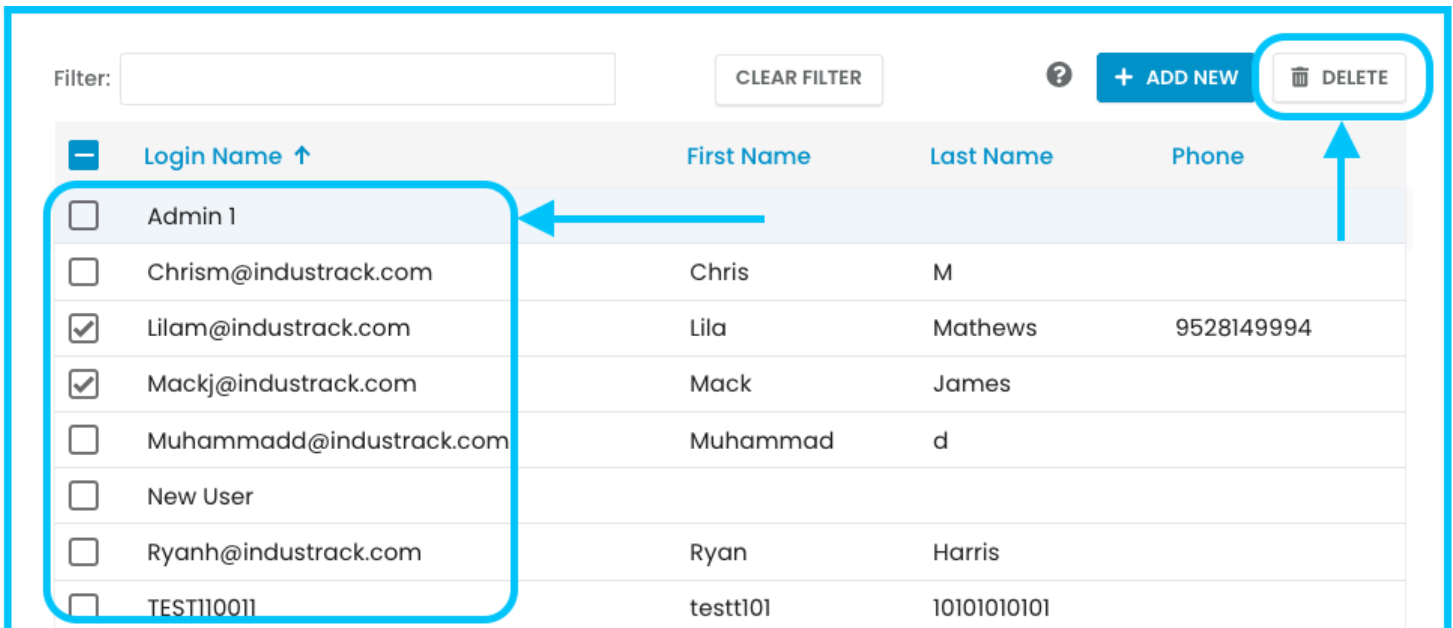 Filter: CLEAR FILTER ? + ADD NEW DELETE
Login Name ↑ First Name Last Name Phone
Admin 1
Chrism@industrack.com Chris M
Lilam@industrack.com Lila Mathews 9528149994
Mackj@industrack.com Mack James
Muhammadd@industrack.com Muhammad d
New User
Ryanh@industrack.com Ryan Harris
TEST110011 testt101 10101010101